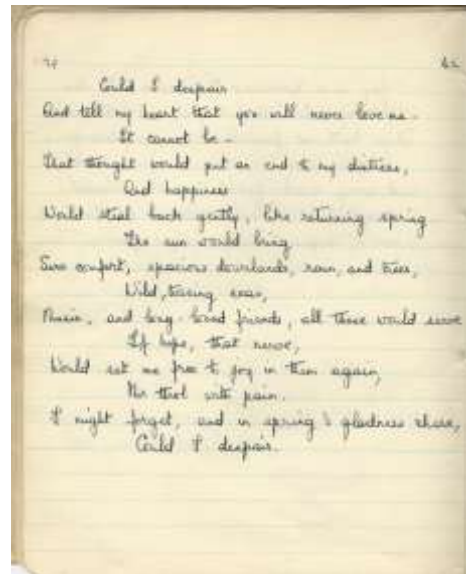 Could I despair
And tell my heart that you will never love me -
It cannot be -
That thought would put an end to my distress,
And happiness
Would steal back gently, like returning spring
The sun would bring
Sure comfort, spacious downlands, rain, and trees,
Wild, seas,
Music, and long-loved friends, all these would serve
If hope, that nerve,
Would set me free to joy in them again,
Nor with pain.
I might forget, and in spring's gladness share,
Could I despair.